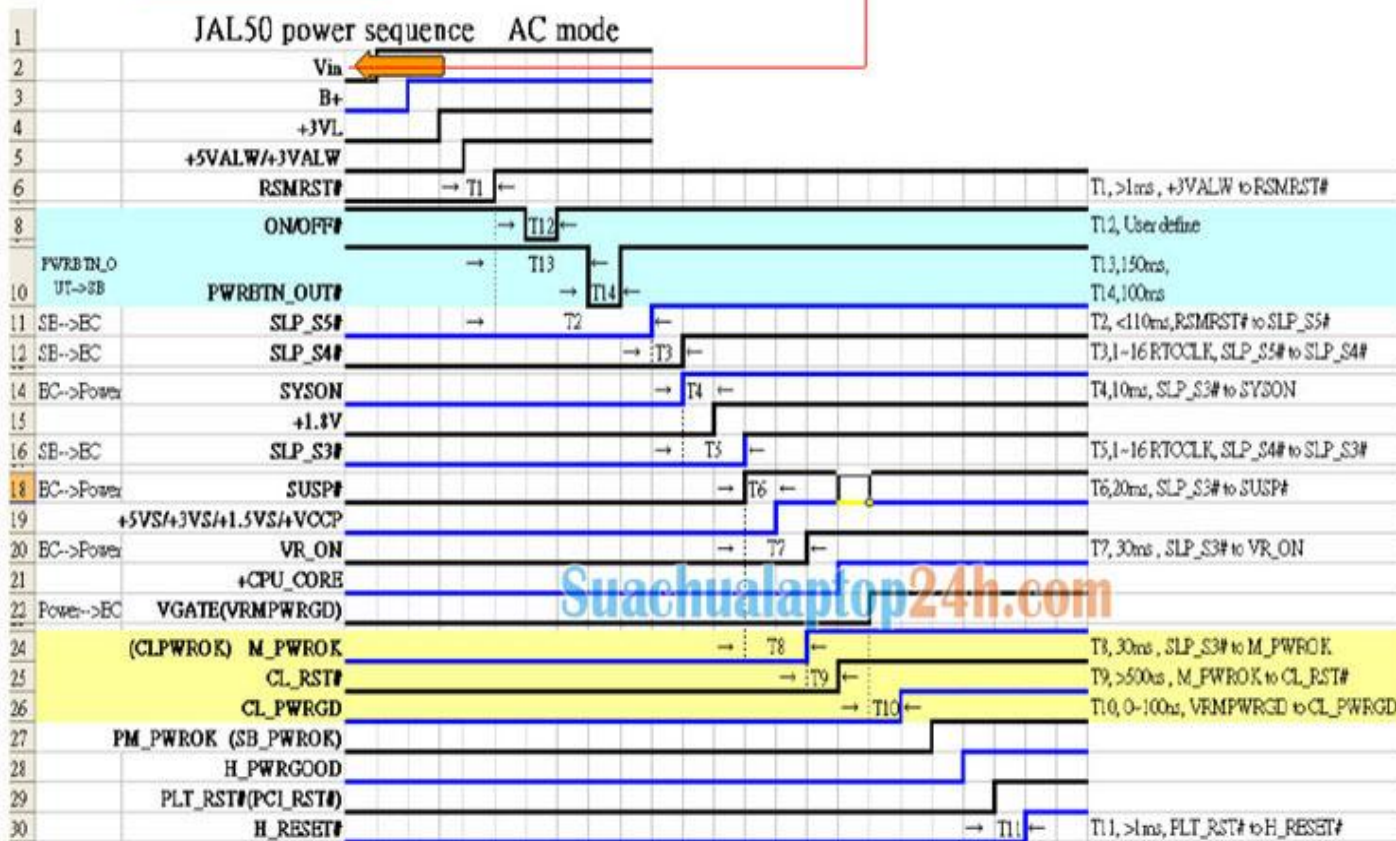 JAL50 power sequence AC mode
1
2 Vin
3 B+
4 +3VL
5 +5VALW/+3VALW
6 RSMRST# → T1 ← T1,>1ms , +3VALW to RSMRST#
8 ON/OFF# → T12 ← T12, User define
PWRBTN_O → T13 ← T13,150ms,
10 UT->SB PWRBTN_OUT# → T14 ← T14,100ms
11 SB-->EC SLP_S5# → T2 ← T2, <110ms,RSMRST# to SLP_S5#
12 SB-->EC SLP_S4# → T3 ← T3,1~16 RTCCLK, SLP_S5# to SLP_S4#
14 EC-->Power SYSON → T4 ← T4,10ms, SLP_S3# to SYSON
15 +1.8V
16 SB-->EC SLP_S3# → T5 ← T5,1~16 RTCCLK, SLP_S4# to SLP_S3#
18 EC-->Power SUSP# → T6 ← T6,20ms, SLP_S3# to SUSP#
19 +5VS/+3VS/+1.5VS/+VCCP
20 EC-->Power VR_ON → T7 ← T7, 30ms , SLP_S3# to VR_ON
21 +CPU_CORE
Suachualaptop24h.com
22 Power-->EC VGATE(VRMPWRGD)
24 (CLPWROK) M_PWROK → T8 ← T8, 30ms , SLP_S3# to M_PWROK
25 CL_RST# → T9 ← T9, >500us , M_PWROK to CL_RST#
26 CL_PWRGD → T10 ← T10, 0~100ns, VRMPWRGD to CL_PWRGD
27 PM_PWROK (SB_PWROK)
28 H_PWRGOOD
29 PLT_RST#(PCI_RST#)
30 H_RESET# → T11 ← T11, >1ms, PLT_RST# to H_RESET#